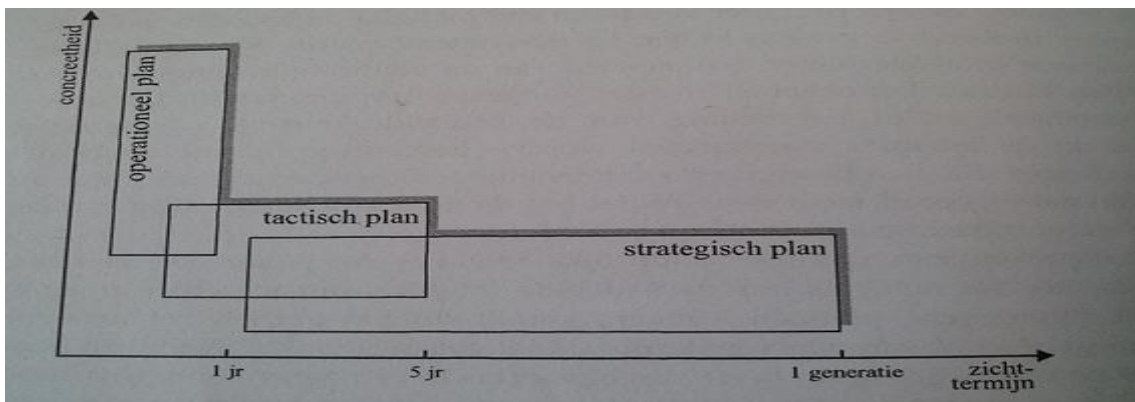 concreetheid
operationeel plan
tactisch plan
strategisch plan
1 jr
5 jr
1 generatie
zicht-
termijn